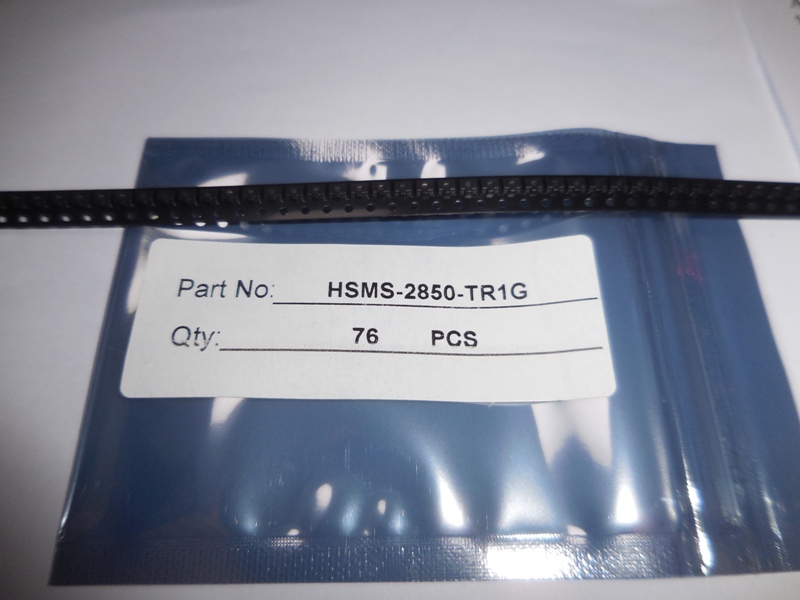 Part No: HSMS-2850-TR1G
Qty: 76 PCS